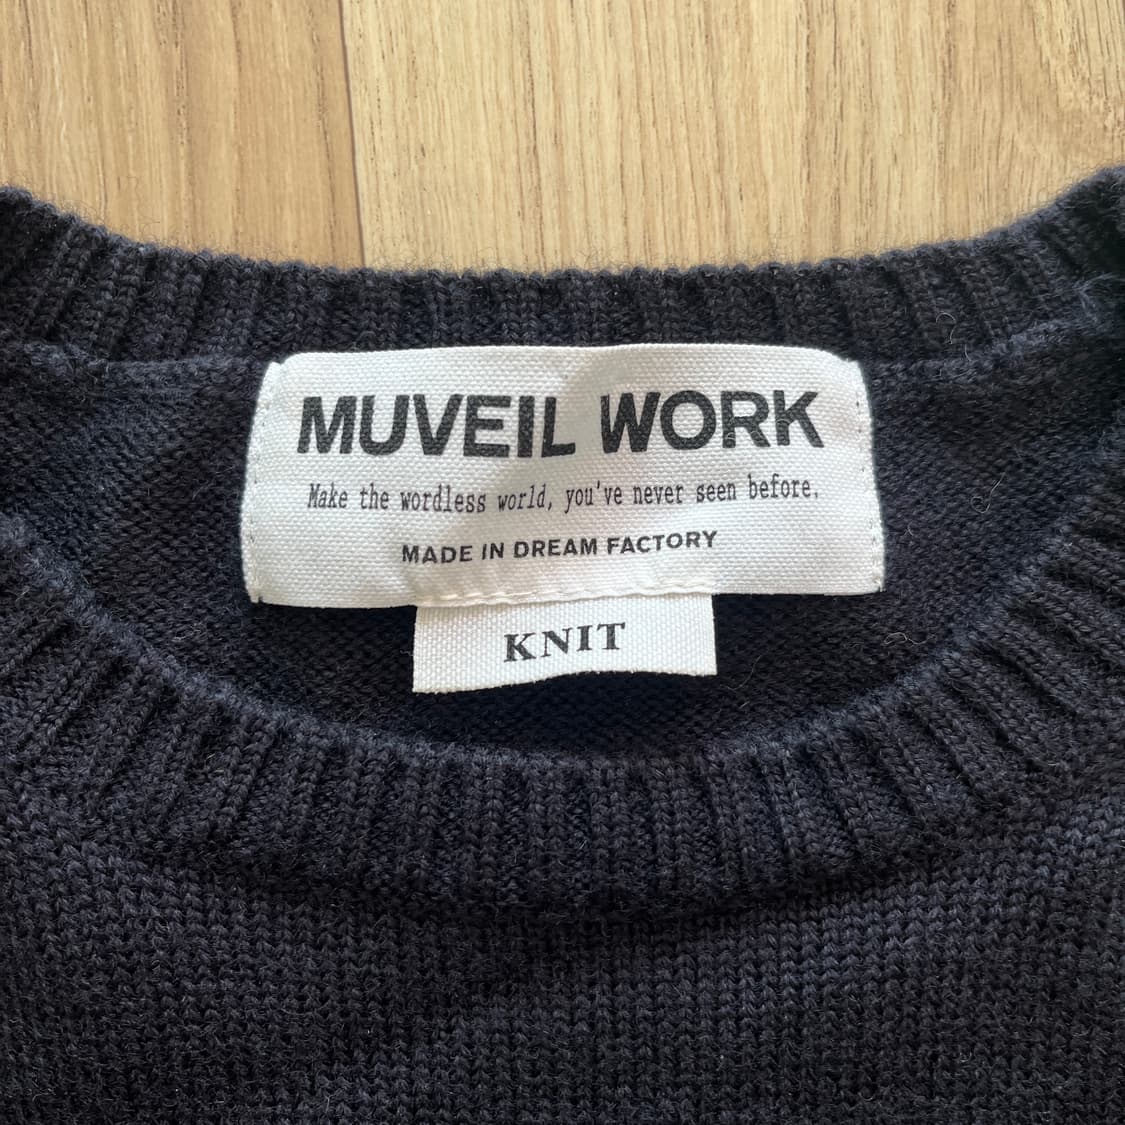 MUVEIL WORK
Make the wordless world, you've never seen before.
MADE IN DREAM FACTORY
KNIT